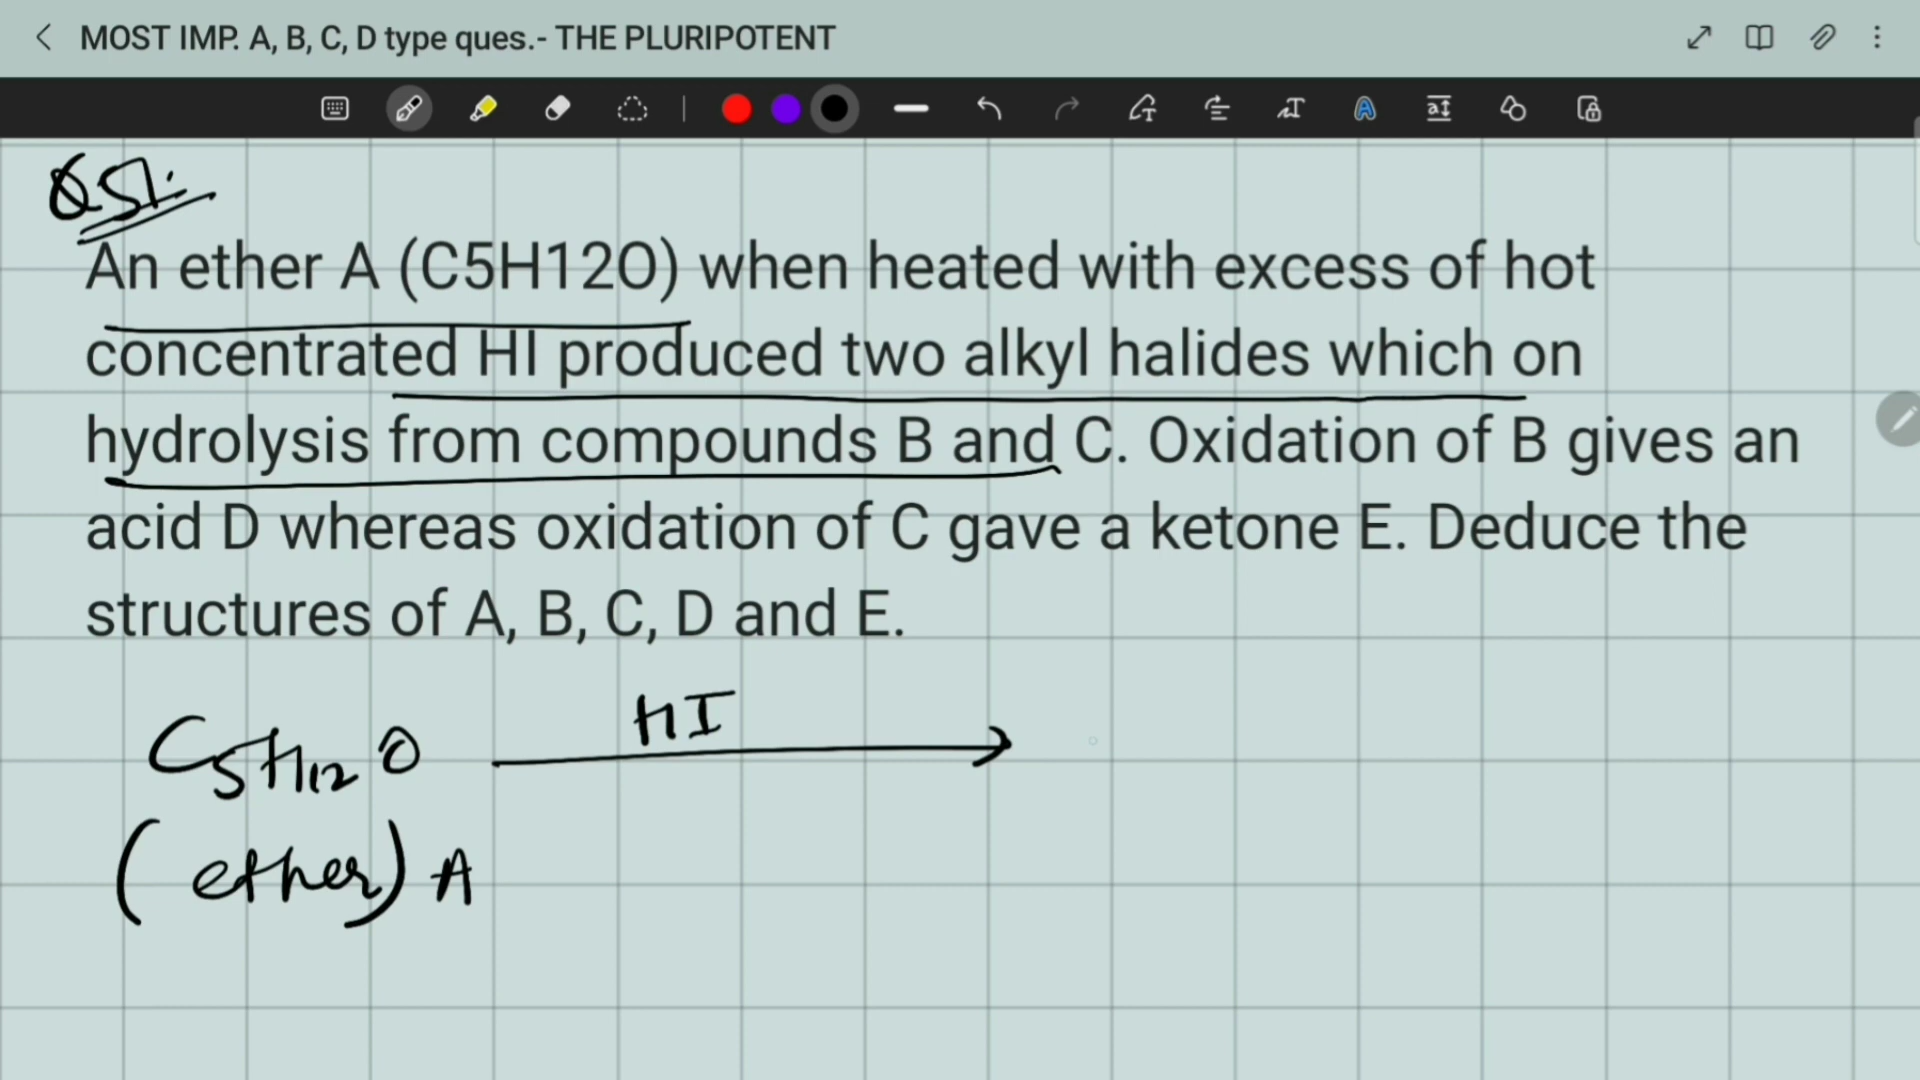 MOST IMP. A, B, C, D type ques.- THE PLURIPOTENT
Q51:
An ether A (C5H12O) when heated with excess of hot
concentrated HI produced two alkyl halides which on
hydrolysis from compounds B and C. Oxidation of B gives an
acid D whereas oxidation of C gave a ketone E. Deduce the
structures of A, B, C, D and E.
HI
C5H12O
(ether) A